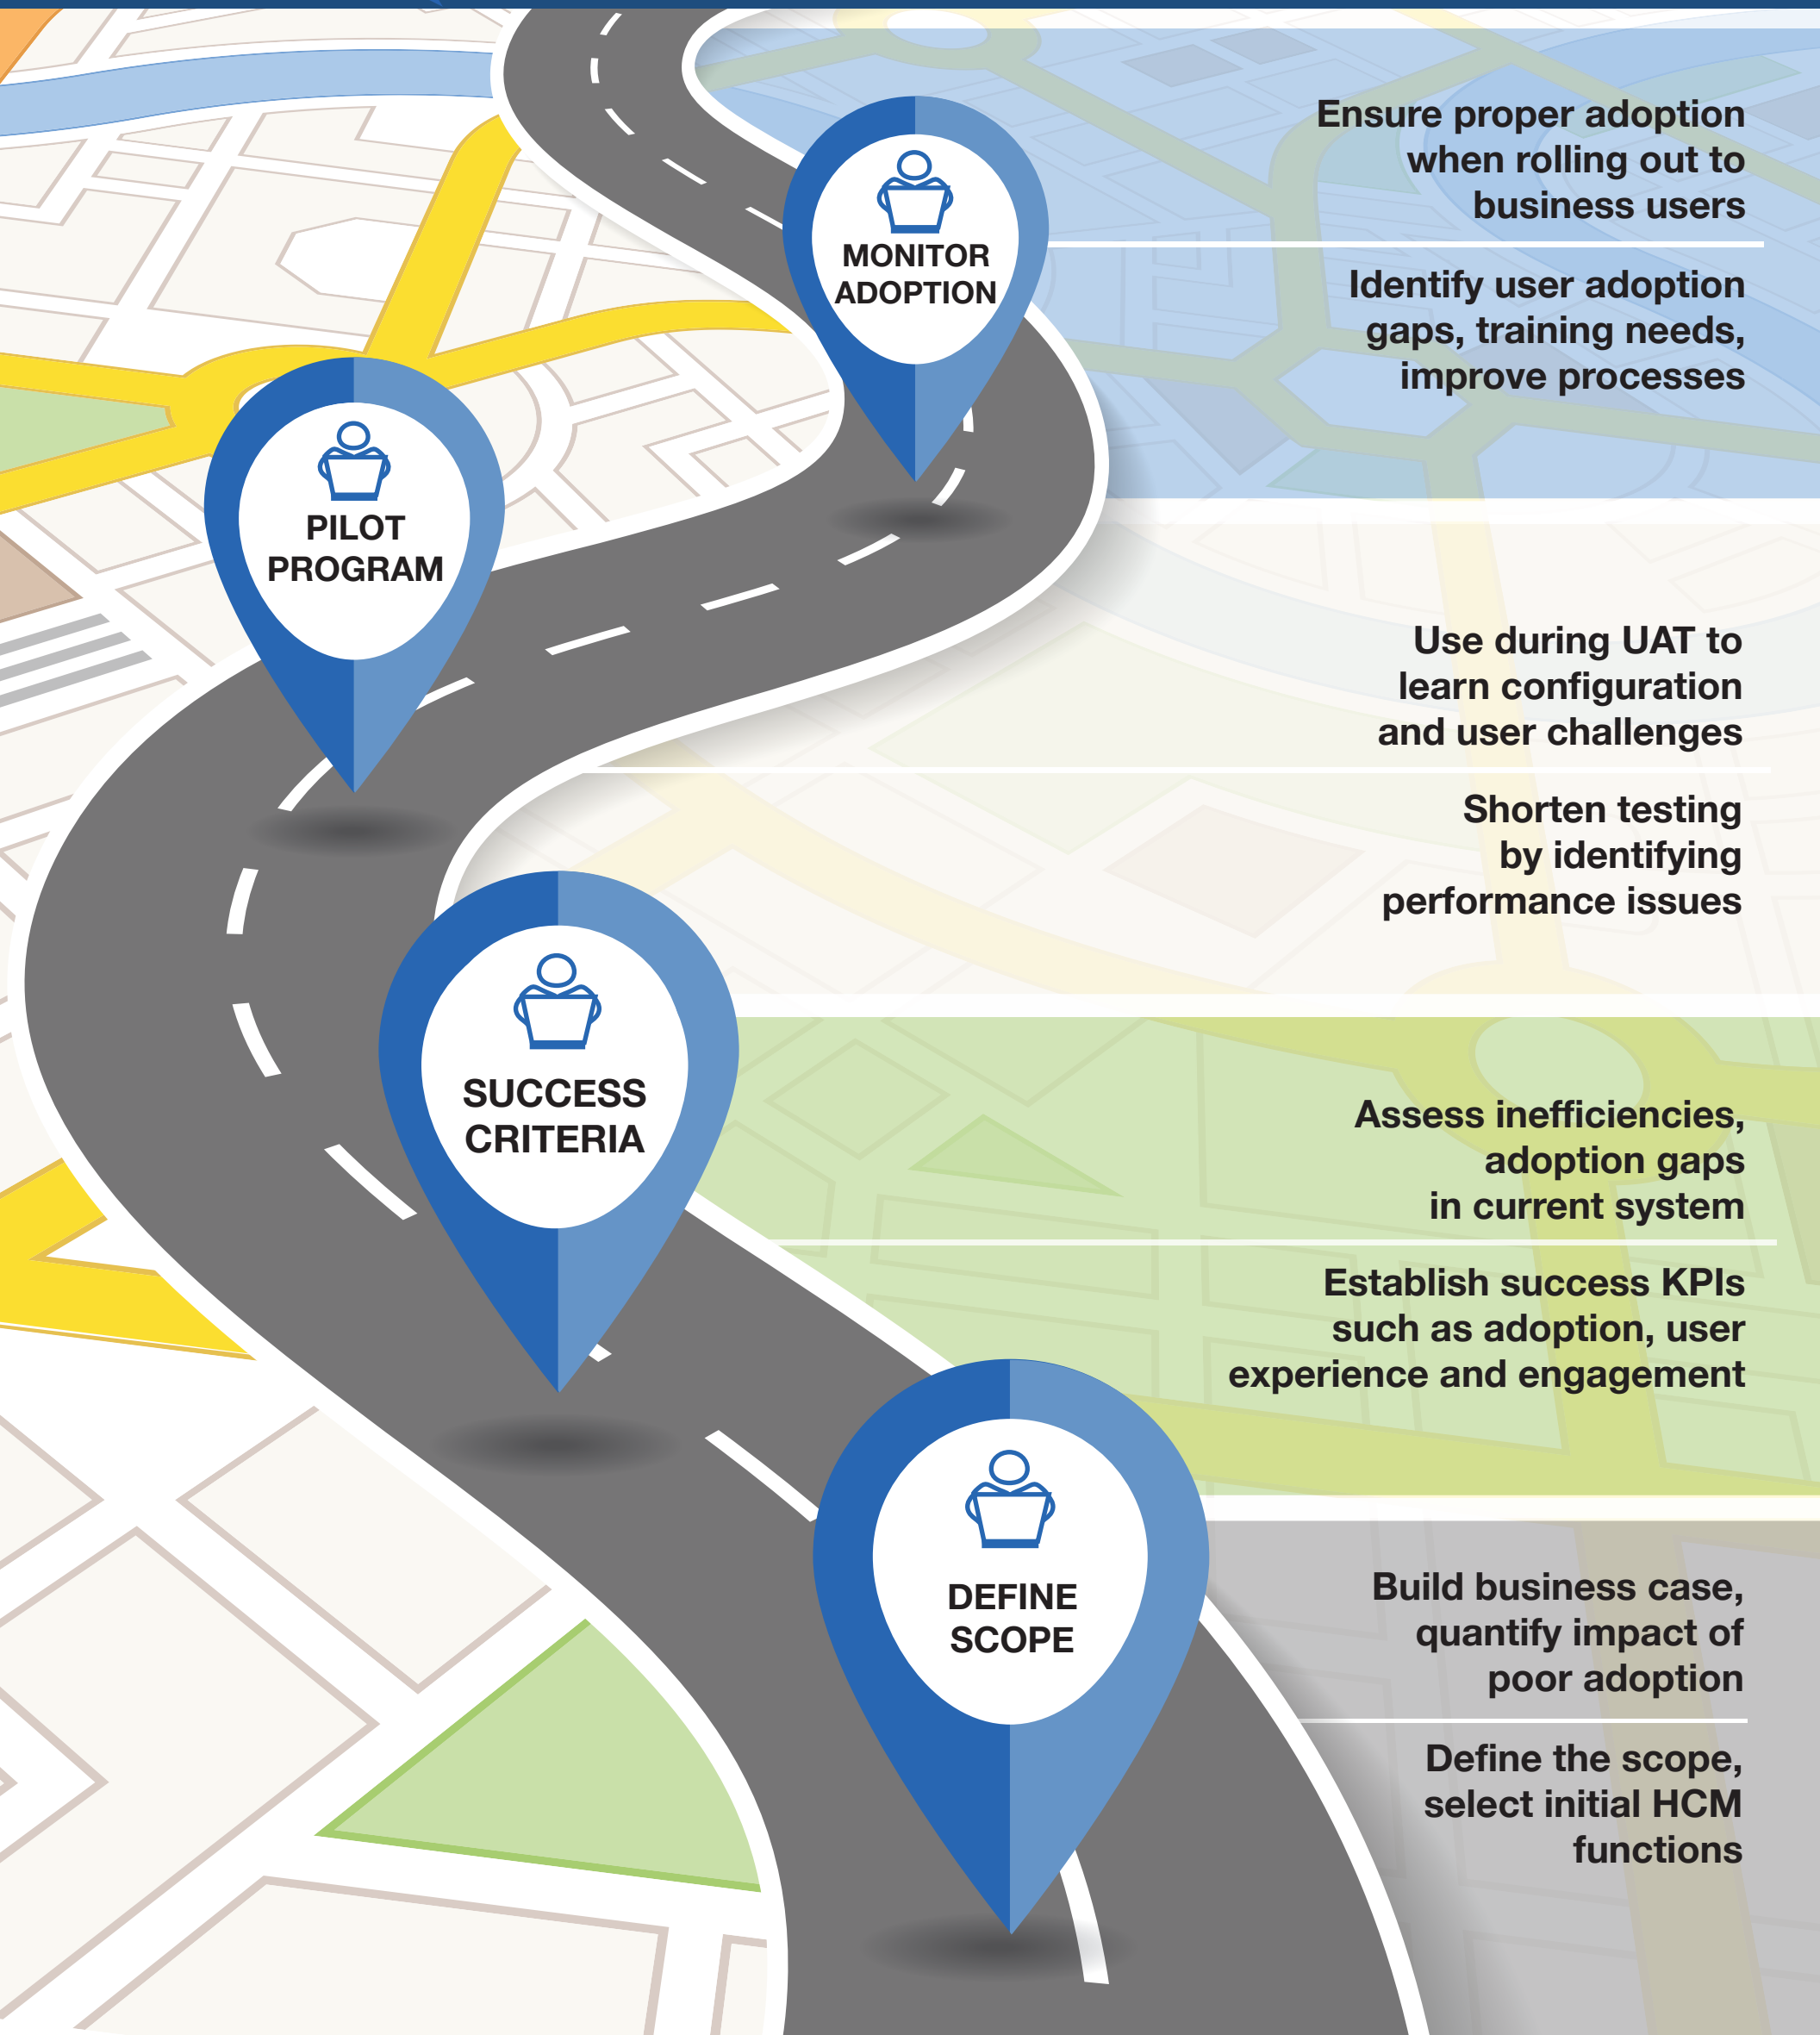 MONITOR
ADOPTION
Ensure proper adoption
when rolling out to
business users
Identify user adoption
gaps, training needs,
improve processes
PILOT
PROGRAM
Use during UAT to
learn configuration
and user challenges
Shorten testing
by identifying
performance issues
SUCCESS
CRITERIA
Assess inefficiencies,
adoption gaps
in current system
Establish success KPIs
such as adoption, user
experience and engagement
DEFINE
SCOPE
Build business case,
quantify impact of
poor adoption
Define the scope,
select initial HCM
functions